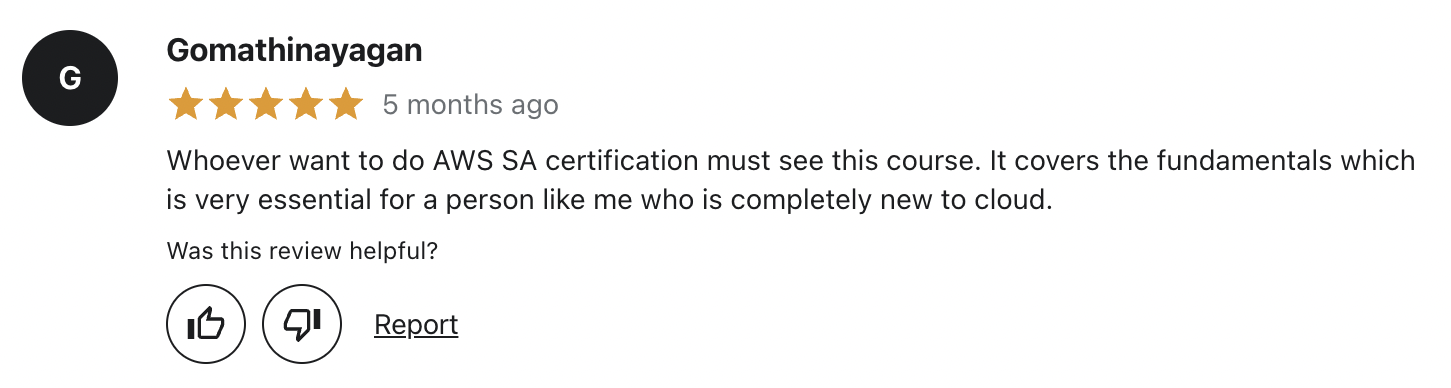 G
Gomathinayagan
5 months ago
Whoever want to do AWS SA certification must see this course. It covers the fundamentals which
is very essential for a person like me who is completely new to cloud.
Was this review helpful?
Report